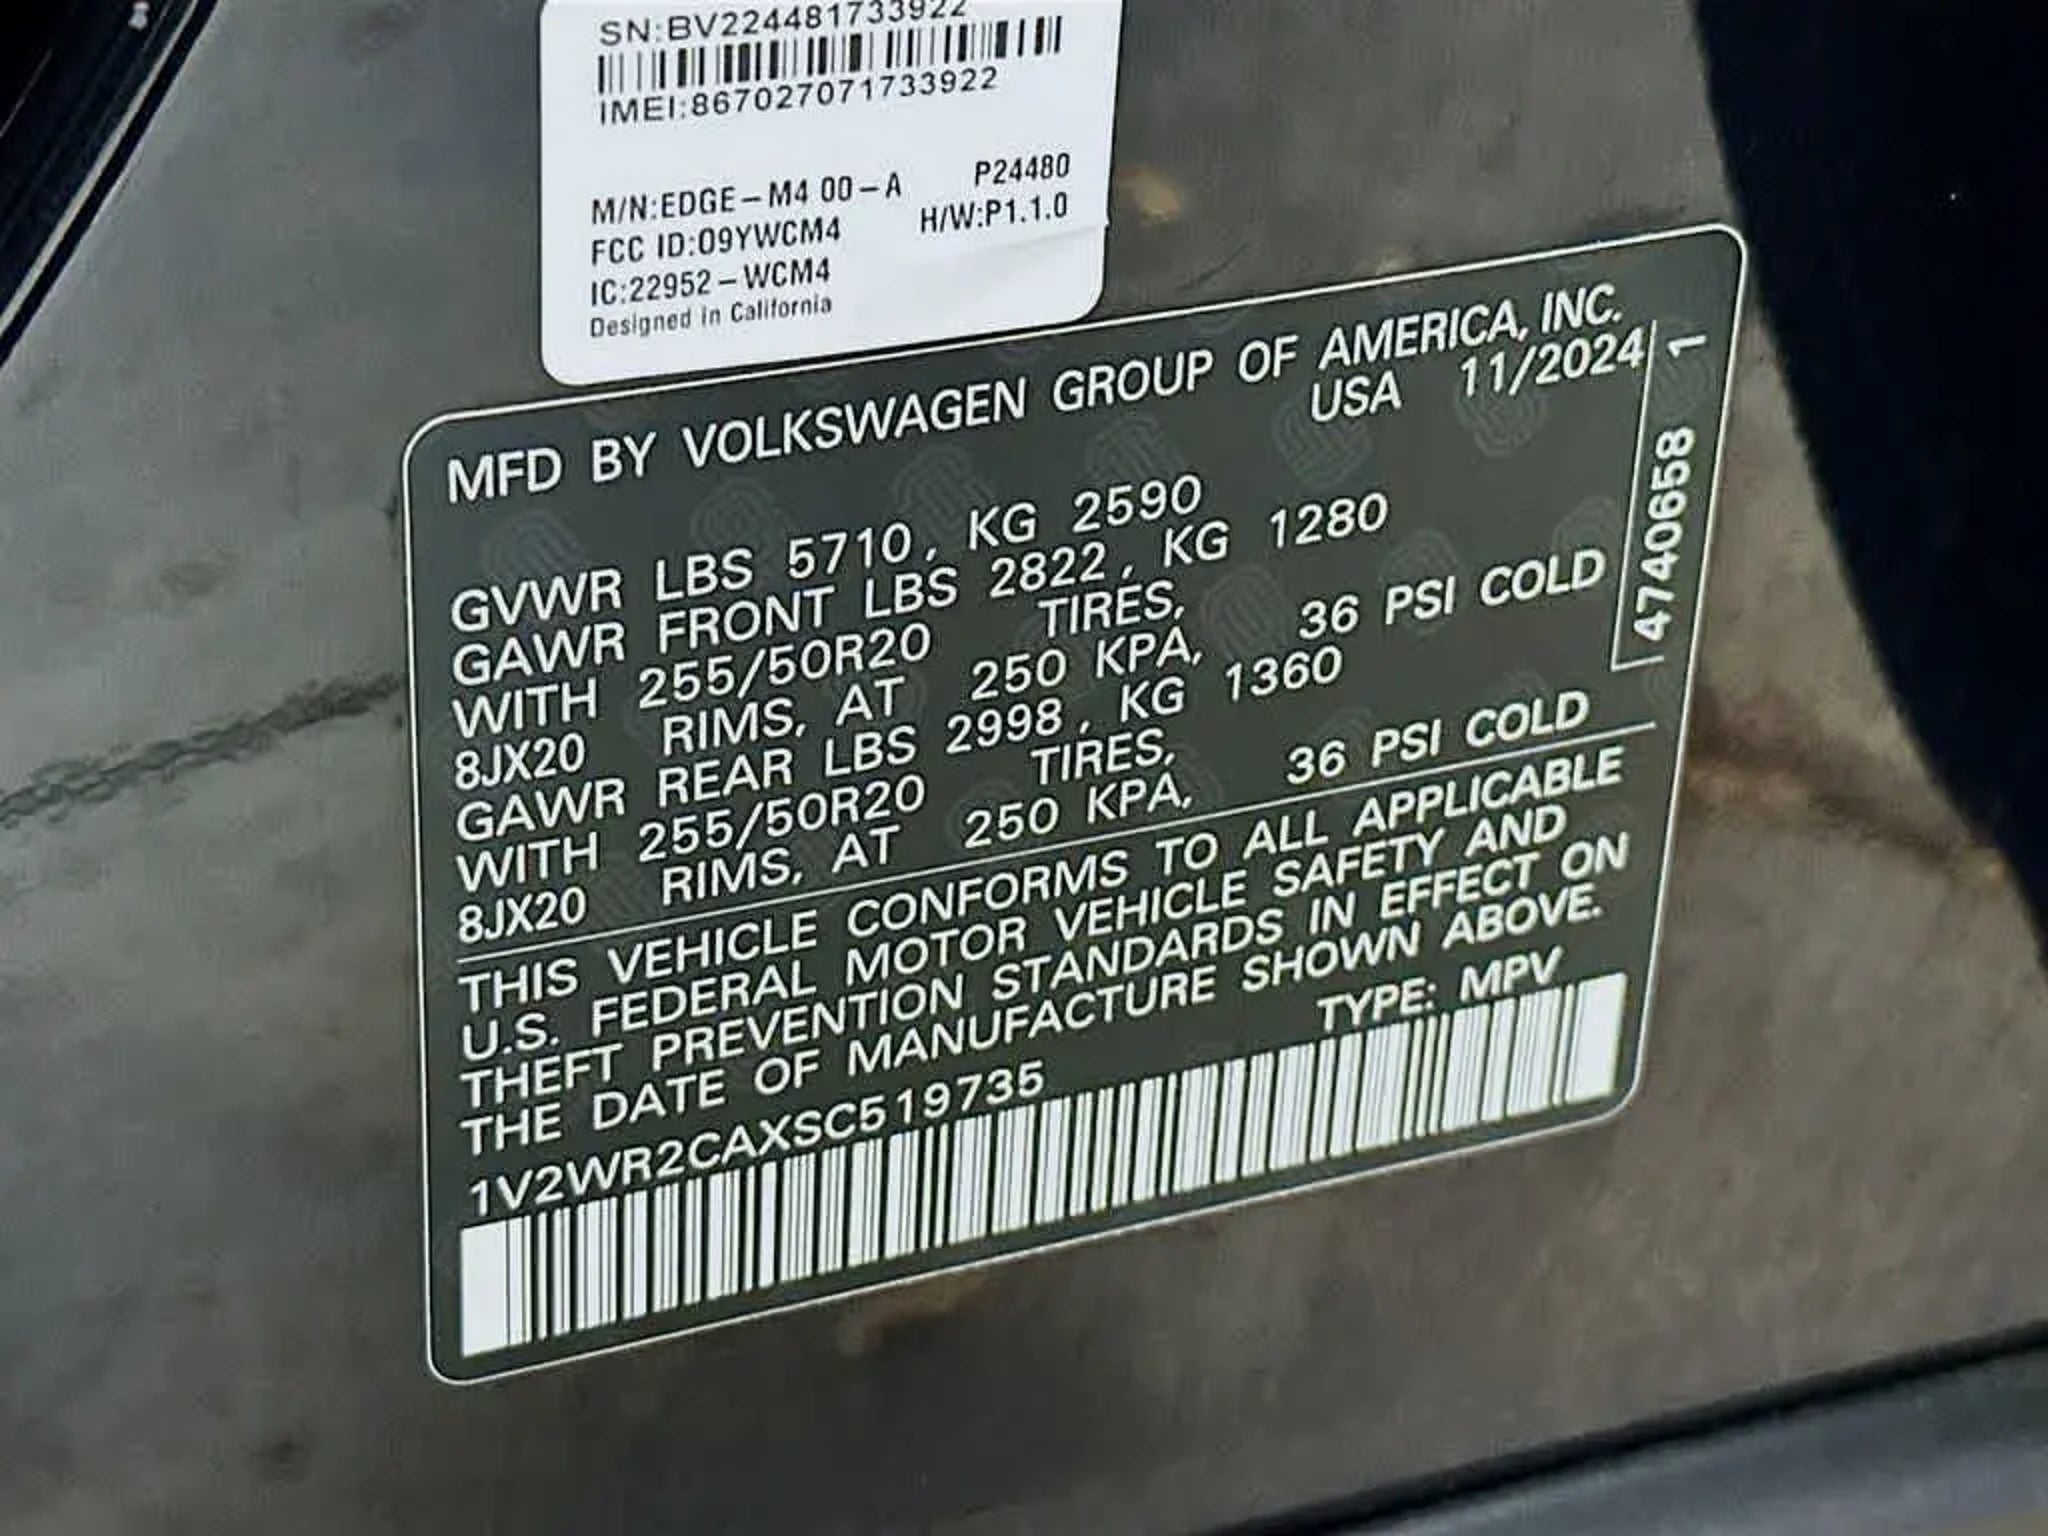 SN:BV224481733922
IMEI:867027071733922
M/N:EDGE-M4 00-A P24480
FCC ID:09YWCM4 H/W:P1.1.0
IC:22952-WCM4
Designed in California
MFD BY VOLKSWAGEN GROUP OF AMERICA, INC.
USA 11/2024
GVWR LBS 5710, KG 2590
GAWR FRONT LBS 2822, KG 1280
WITH 255/50R20 TIRES,
8JX20 RIMS, AT 250 KPA, 36 PSI COLD
GAWR REAR LBS 2998, KG 1360
WITH 255/50R20 TIRES,
8JX20 RIMS, AT 250 KPA, 36 PSI COLD
4740658 1
THIS VEHICLE CONFORMS TO ALL APPLICABLE
U.S. FEDERAL MOTOR VEHICLE SAFETY AND
THEFT PREVENTION STANDARDS IN EFFECT ON
THE DATE OF MANUFACTURE SHOWN ABOVE.
TYPE: MPV
1V2WR2CAXSC519735